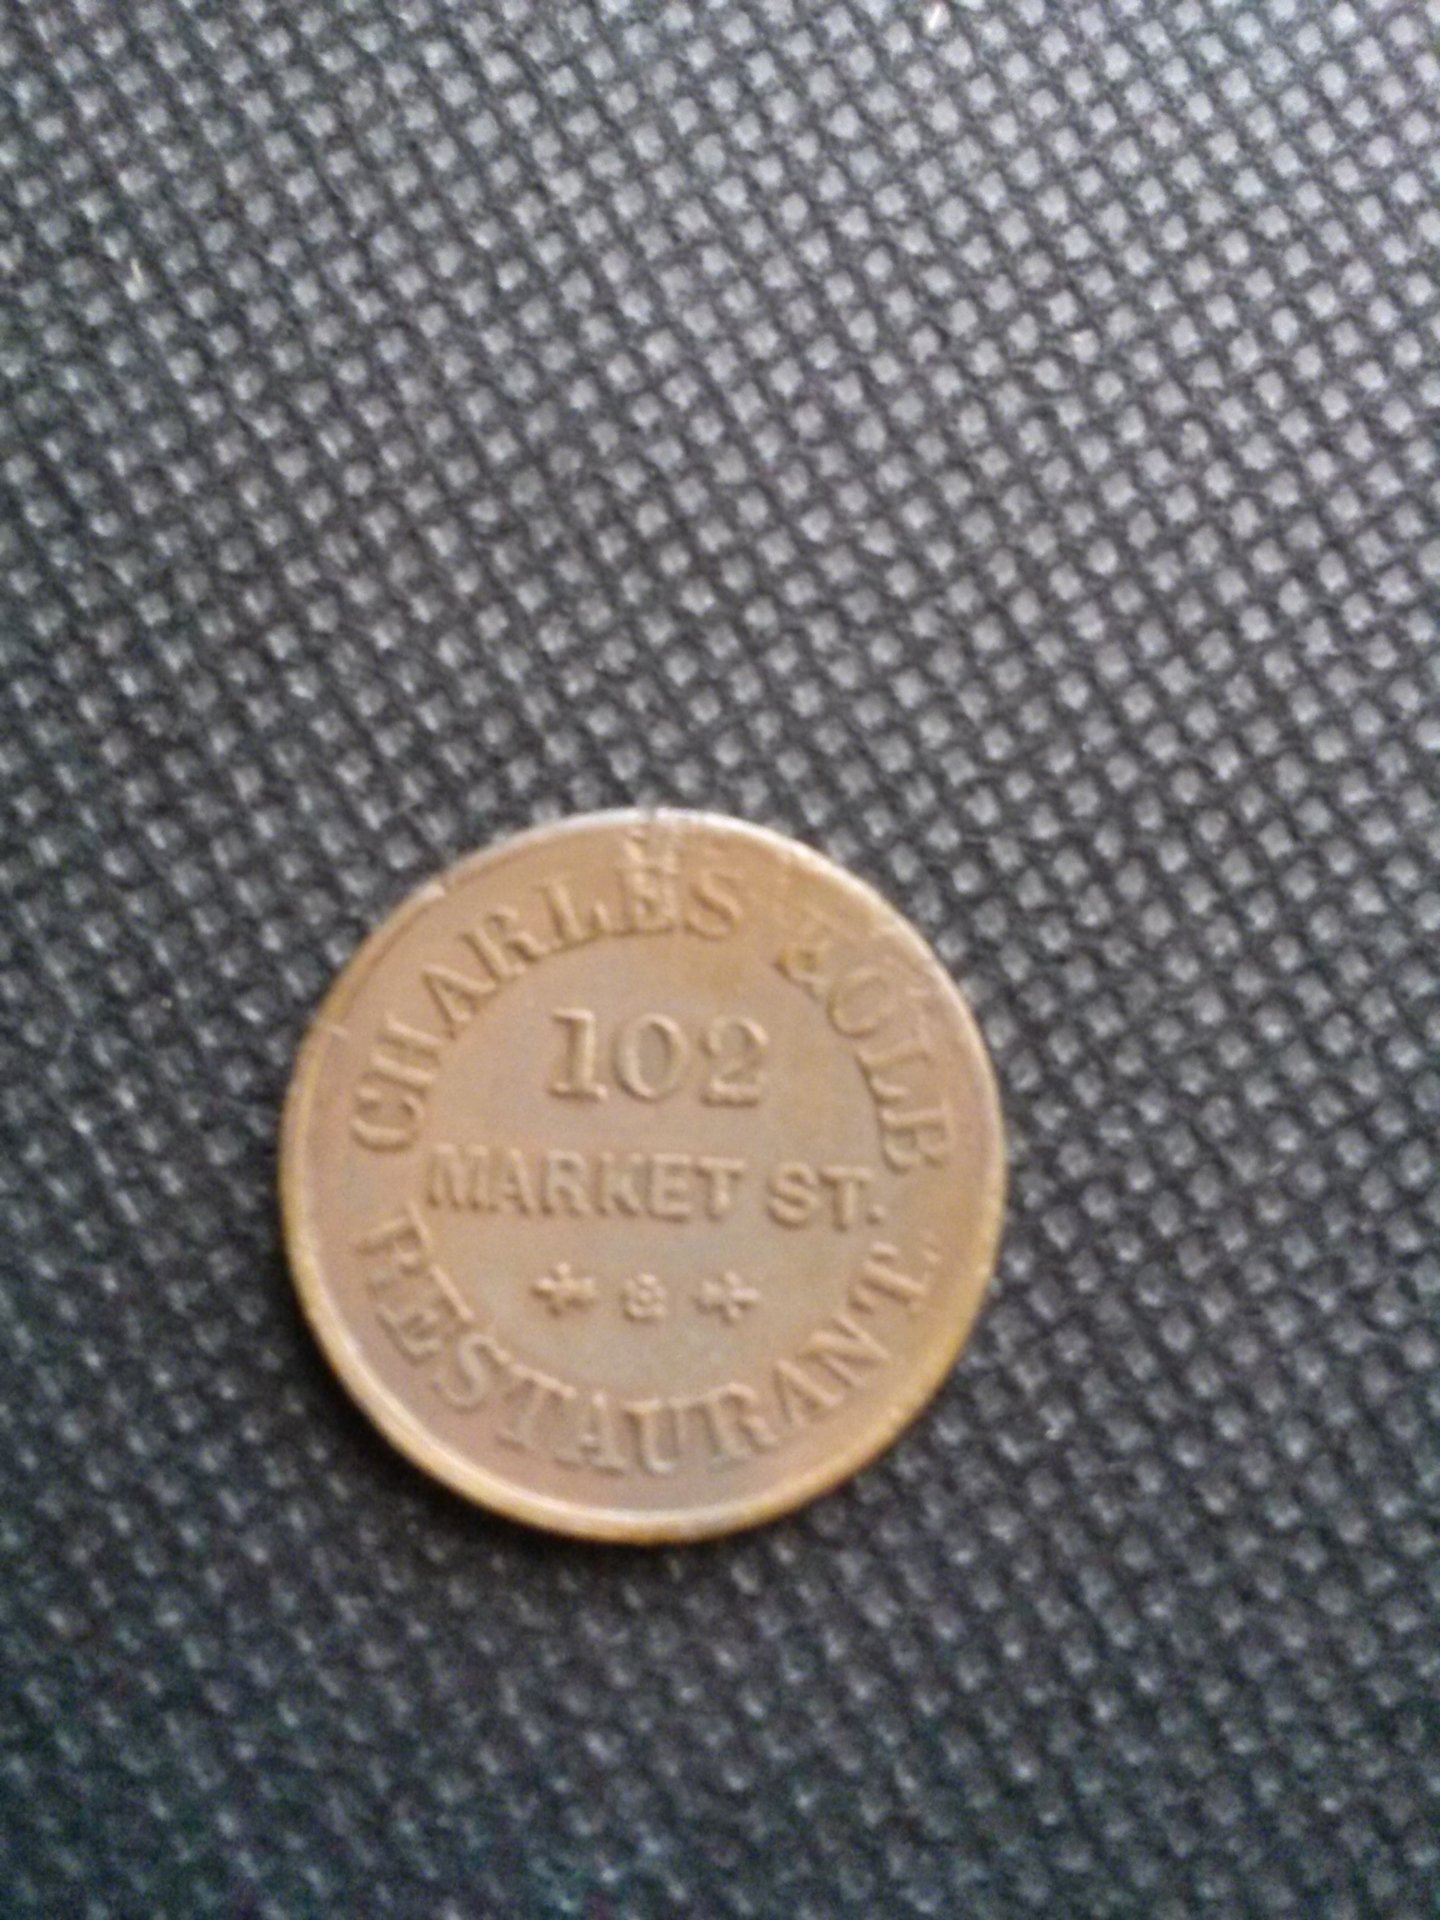 CHARLES KOLB
102
MARKET ST.
RESTAURANT.